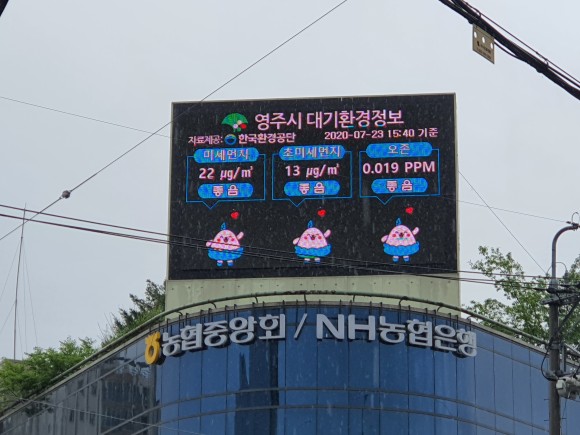 영주시 대기환경정보
자료제공: 한국환경공단 2020-07-23 15:40 기준
미세먼지 초미세먼지 오존
22 µg/㎥ 13 µg/㎥ 0.019 PPM
좋음 좋음 좋음
농협중앙회 / NH농협은행